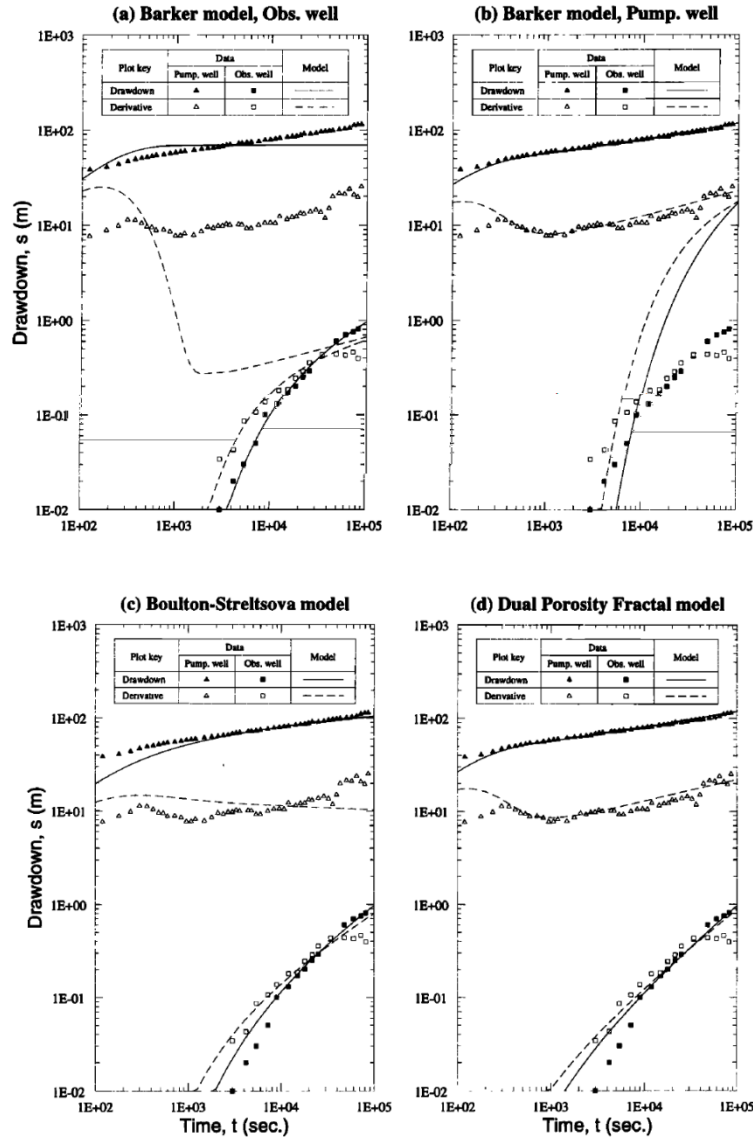 (a) Barker model, Obs. well
1E+03
Plot key Data Model
Pump. well Obs. well
Drawdown
Derivative
1E+02
1E+01
1E+00
1E-01
1E-02
1E+02 1E+03 1E+04 1E+05
Drawdown, s (m)
(b) Barker model, Pump. well
1E+03
Plot key Data Model
Pump. well Obs. well
Drawdown
Derivative
1E+02
1E+01
1E+00
1E-01
1E-02
1E+02 1E+03 1E+04 1E+05
(c) Boulton-Streltsova model
1E+03
Plot key Data Model
Pump. well Obs. well
Drawdown
Derivative
1E+02
1E+01
1E+00
1E-01
1E-02
1E+02 1E+03 1E+04 1E+05
Drawdown, s (m)
Time, t (sec.)
(d) Dual Porosity Fractal model
1E+03
Plot key Data Model
Pump. well Obs. well
Drawdown
Derivative
1E+02
1E+01
1E+00
1E-01
1E-02
1E+02 1E+03 1E+04 1E+05
Time, t (sec.)